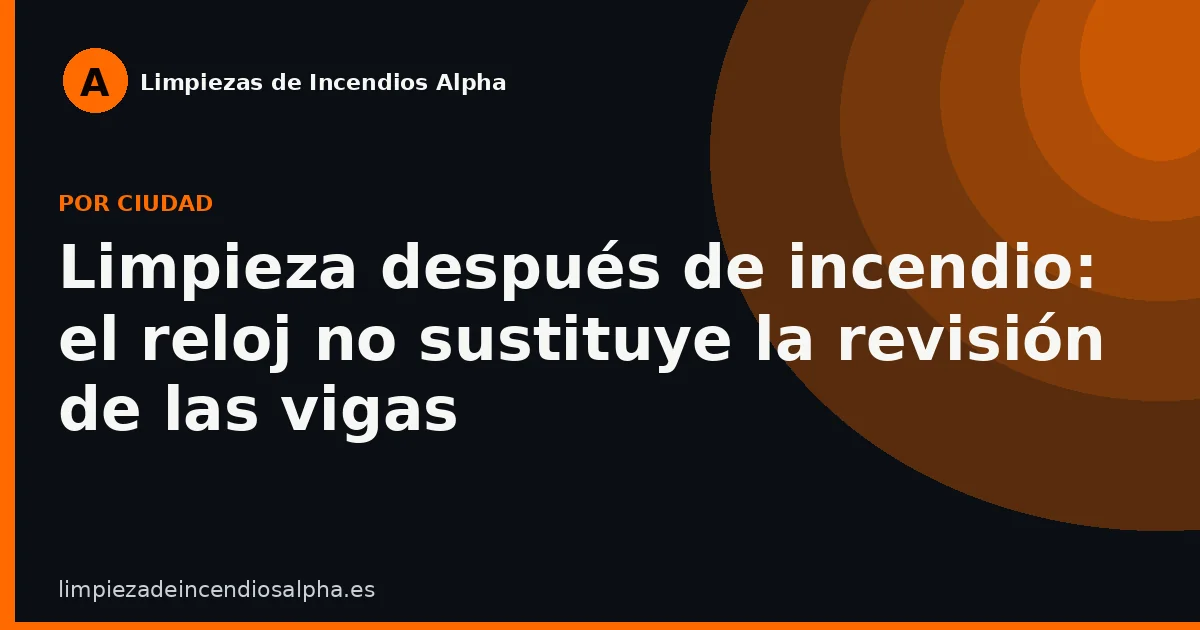 A
Limpiezas de Incendios Alpha
POR CIUDAD
Limpieza después de incendio:
el reloj no sustituye la revisión
de las vigas
limpiezadeincendiosalpha.es